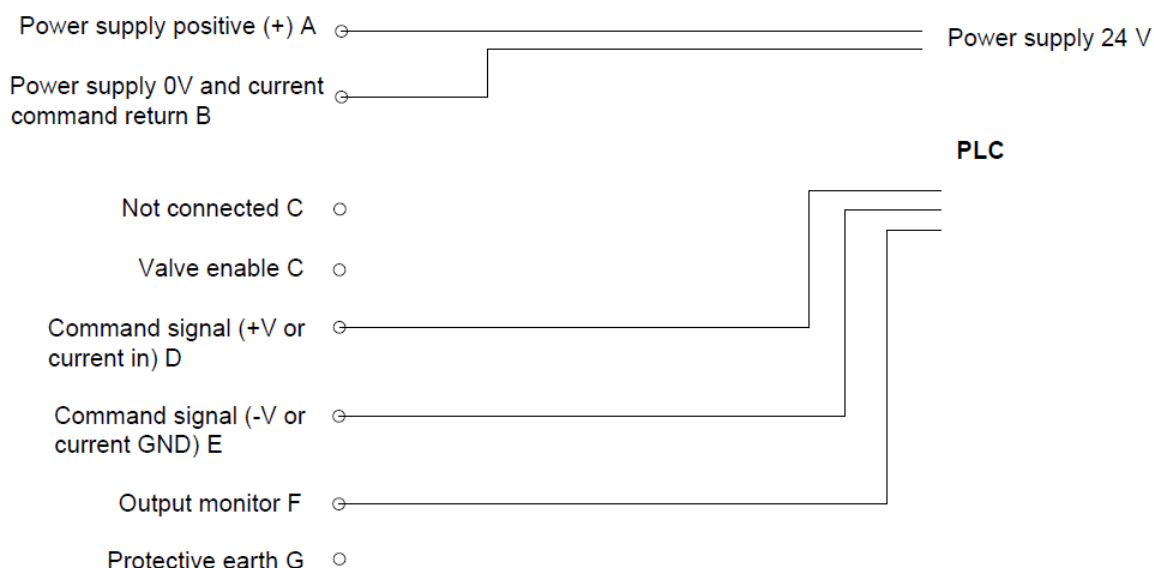 Power supply positive (+) A
Power supply 24 V
Power supply 0V and current
command return B
PLC
Not connected C
Valve enable C
Command signal (+V or
current in) D
Command signal (-V or
current GND) E
Output monitor F
Protective earth G